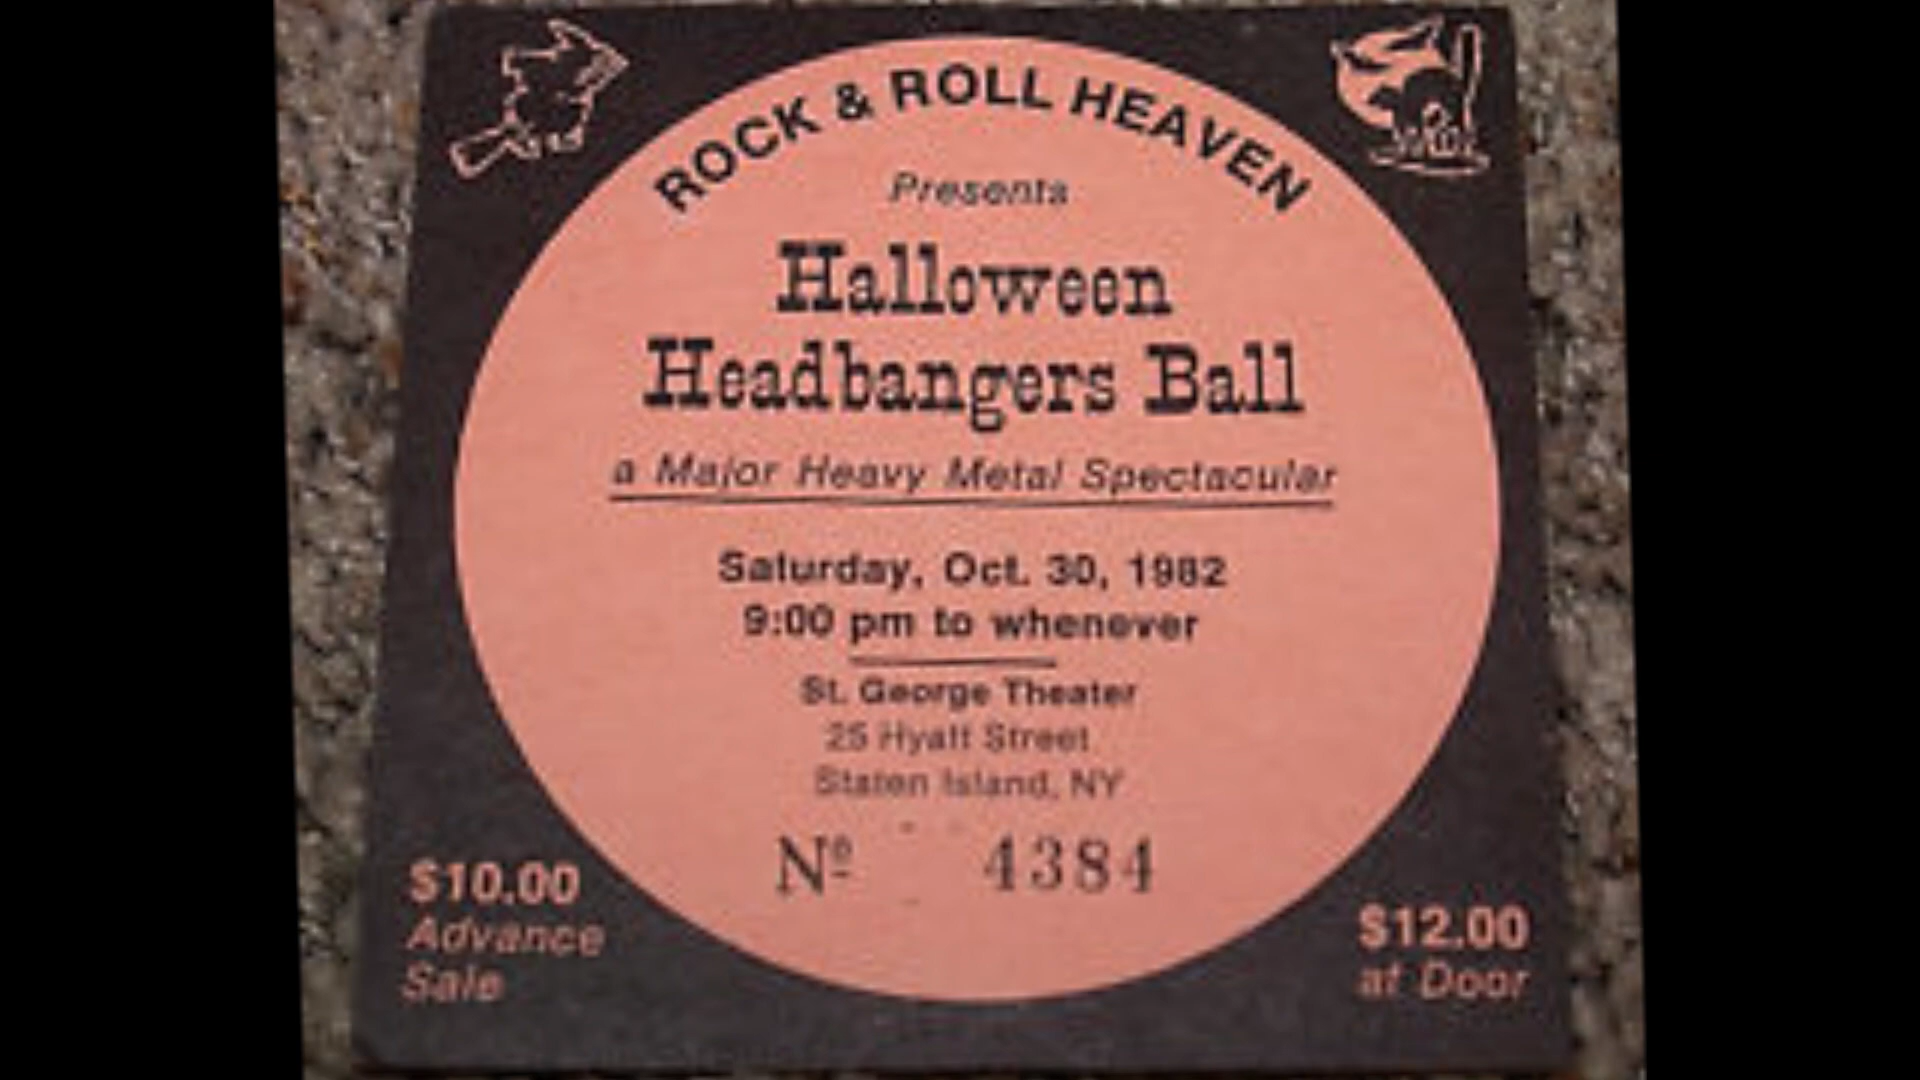 ROCK & ROLL HEAVEN
Presents
Halloween
Headbangers Ball
a Major Heavy Metal Spectacular
Saturday, Oct. 30, 1982
9:00 pm to whenever
St. George Theater
25 Hyatt Street
Staten Island, NY
Nº 4384
$10.00
Advance
Sale
$12.00
at Door